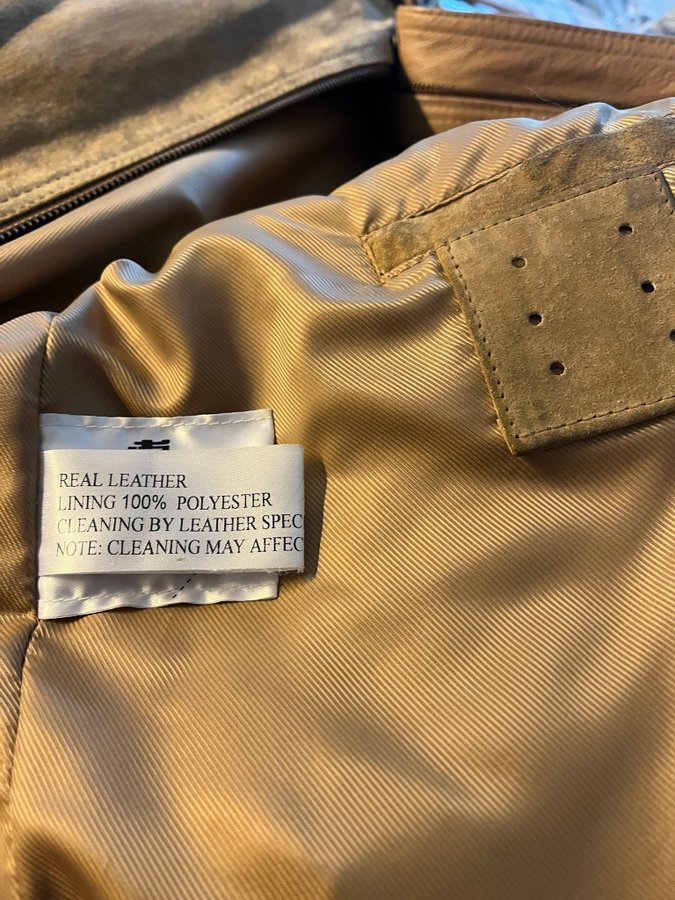 REAL LEATHER
LINING 100% POLYESTER
CLEANING BY LEATHER SPEC
NOTE: CLEANING MAY AFFEC